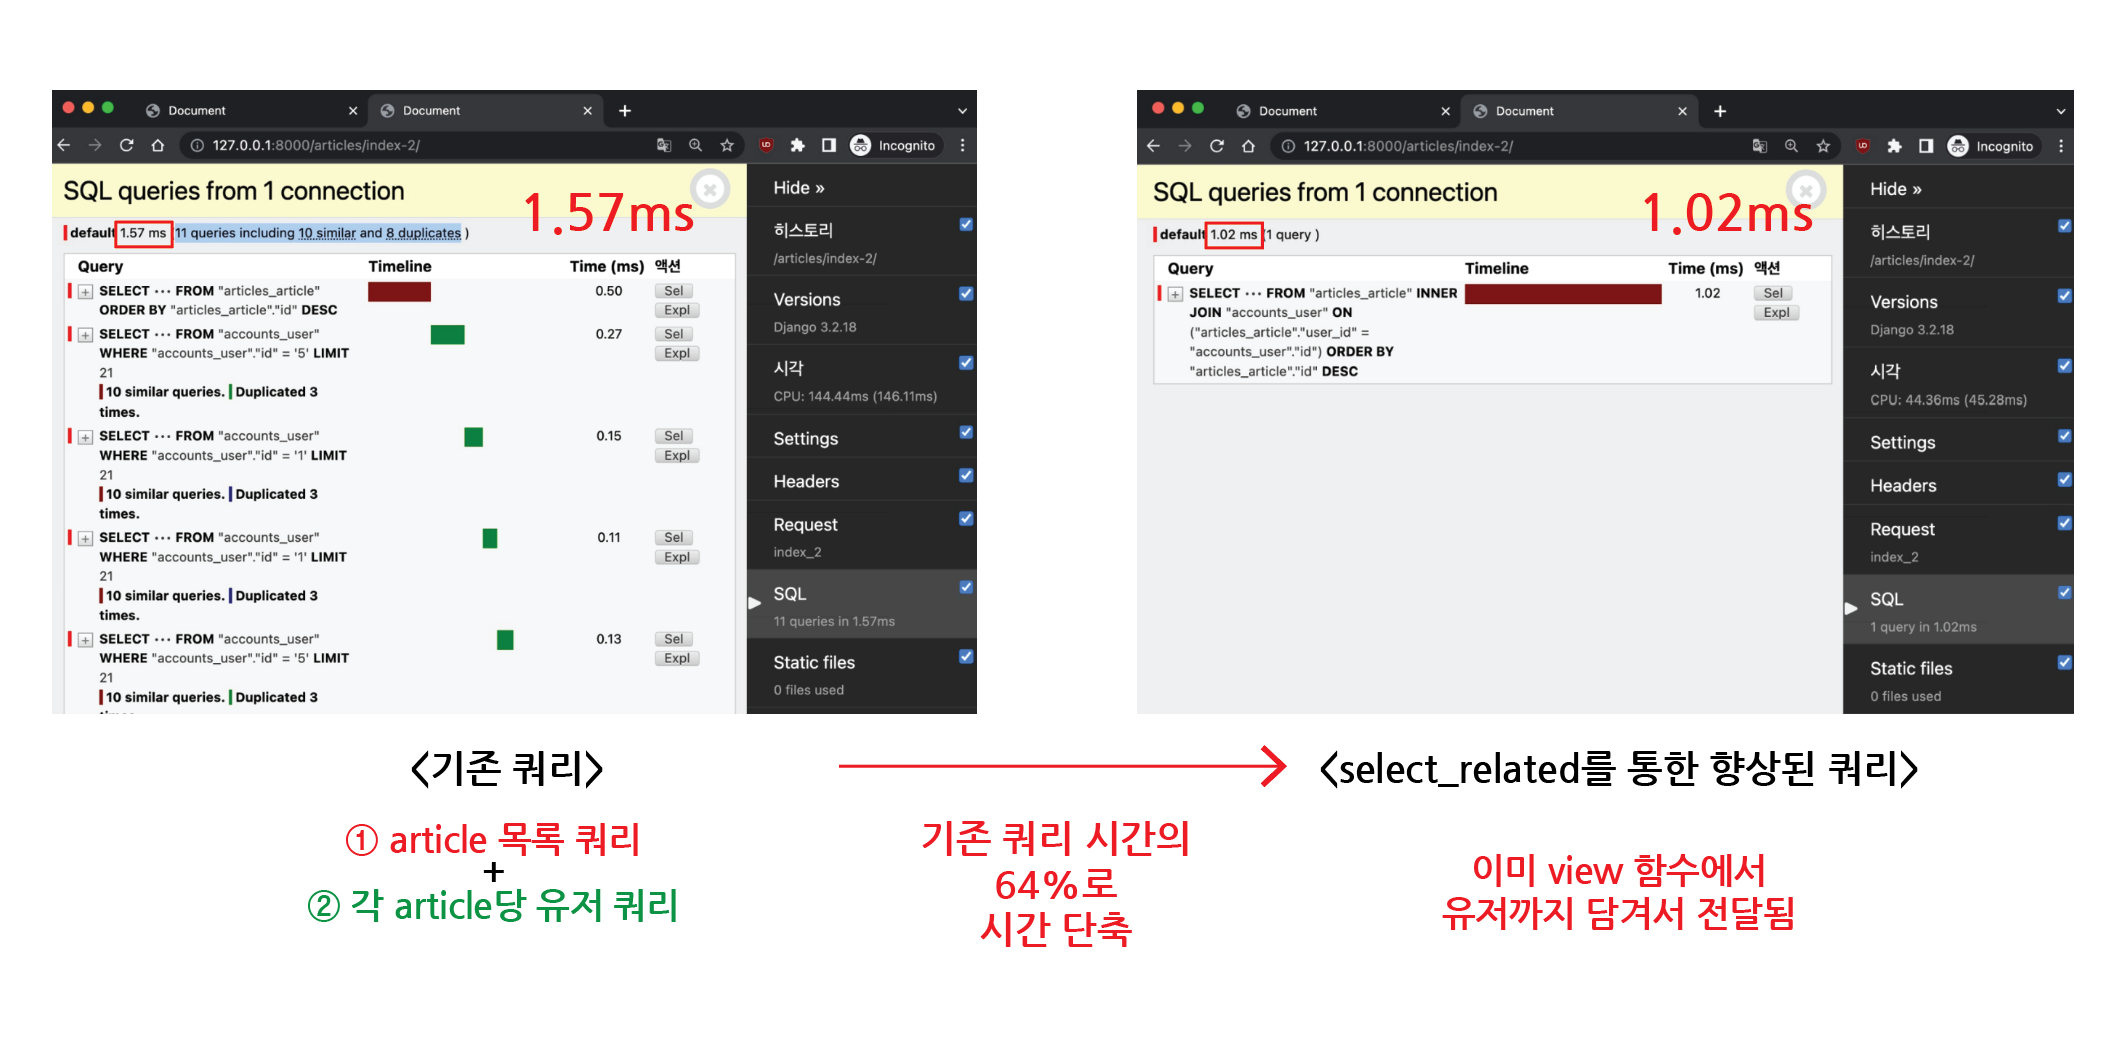 Document
Document
127.0.0.1:8000/articles/index-2/
Incognito
SQL queries from 1 connection
1.57ms
default 1.57 ms (11 queries including 10 similar and 8 duplicates )
Query Timeline Time (ms) 액션
SELECT ••• FROM "articles_article" 0.50 Sel
ORDER BY "articles_article"."id" DESC Expl
SELECT ••• FROM "accounts_user" 0.27 Sel
WHERE "accounts_user"."id" = '5' LIMIT Expl
21
10 similar queries. Duplicated 3
times.
SELECT ••• FROM "accounts_user" 0.15 Sel
WHERE "accounts_user"."id" = '1' LIMIT Expl
21
10 similar queries. Duplicated 3
times.
SELECT ••• FROM "accounts_user" 0.11 Sel
WHERE "accounts_user"."id" = '1' LIMIT Expl
21
10 similar queries. Duplicated 3
times.
SELECT ••• FROM "accounts_user" 0.13 Sel
WHERE "accounts_user"."id" = '5' LIMIT Expl
21
10 similar queries. Duplicated 3
Hide »
히스토리
/articles/index-2/
Versions
Django 3.2.18
시각
CPU: 144.44ms (146.11ms)
Settings
Headers
Request
index_2
SQL
11 queries in 1.57ms
Static files
0 files used
Document
Document
127.0.0.1:8000/articles/index-2/
Incognito
SQL queries from 1 connection
1.02ms
default 1.02 ms (1 query )
Query Timeline Time (ms) 액션
SELECT ••• FROM "articles_article" INNER 1.02 Sel
JOIN "accounts_user" ON Expl
("articles_article"."user_id" =
"accounts_user"."id") ORDER BY
"articles_article"."id" DESC
Hide »
히스토리
/articles/index-2/
Versions
Django 3.2.18
시각
CPU: 44.36ms (45.28ms)
Settings
Headers
Request
index_2
SQL
1 query in 1.02ms
Static files
0 files used
<기존 쿼리>
① article 목록 쿼리
+
② 각 article당 유저 쿼리
기존 쿼리 시간의
64%로
시간 단축
<select_related를 통한 향상된 쿼리>
이미 view 함수에서
유저까지 담겨서 전달됨